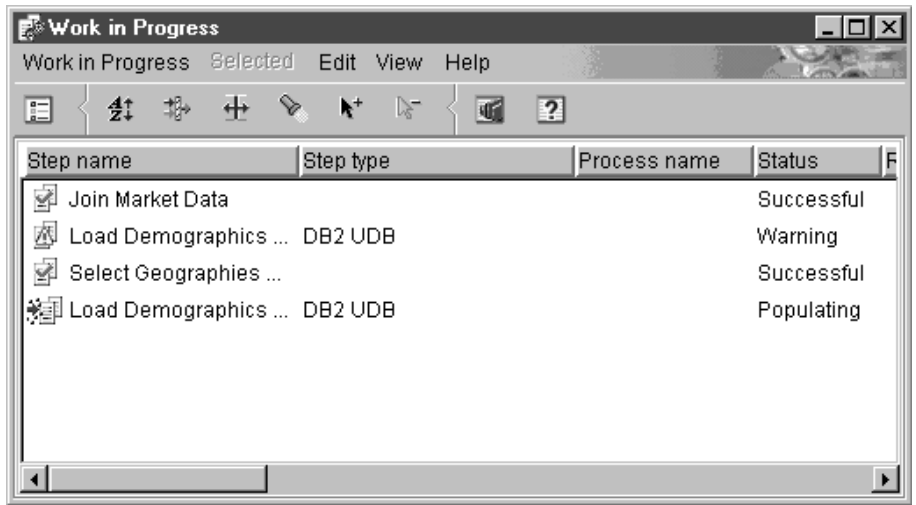 Work in Progress
Work in Progress Selected Edit View Help
Step name Step type Process name Status
Join Market Data Successful
Load Demographics ... DB2 UDB Warning
Select Geographies ... Successful
Load Demographics ... DB2 UDB Populating